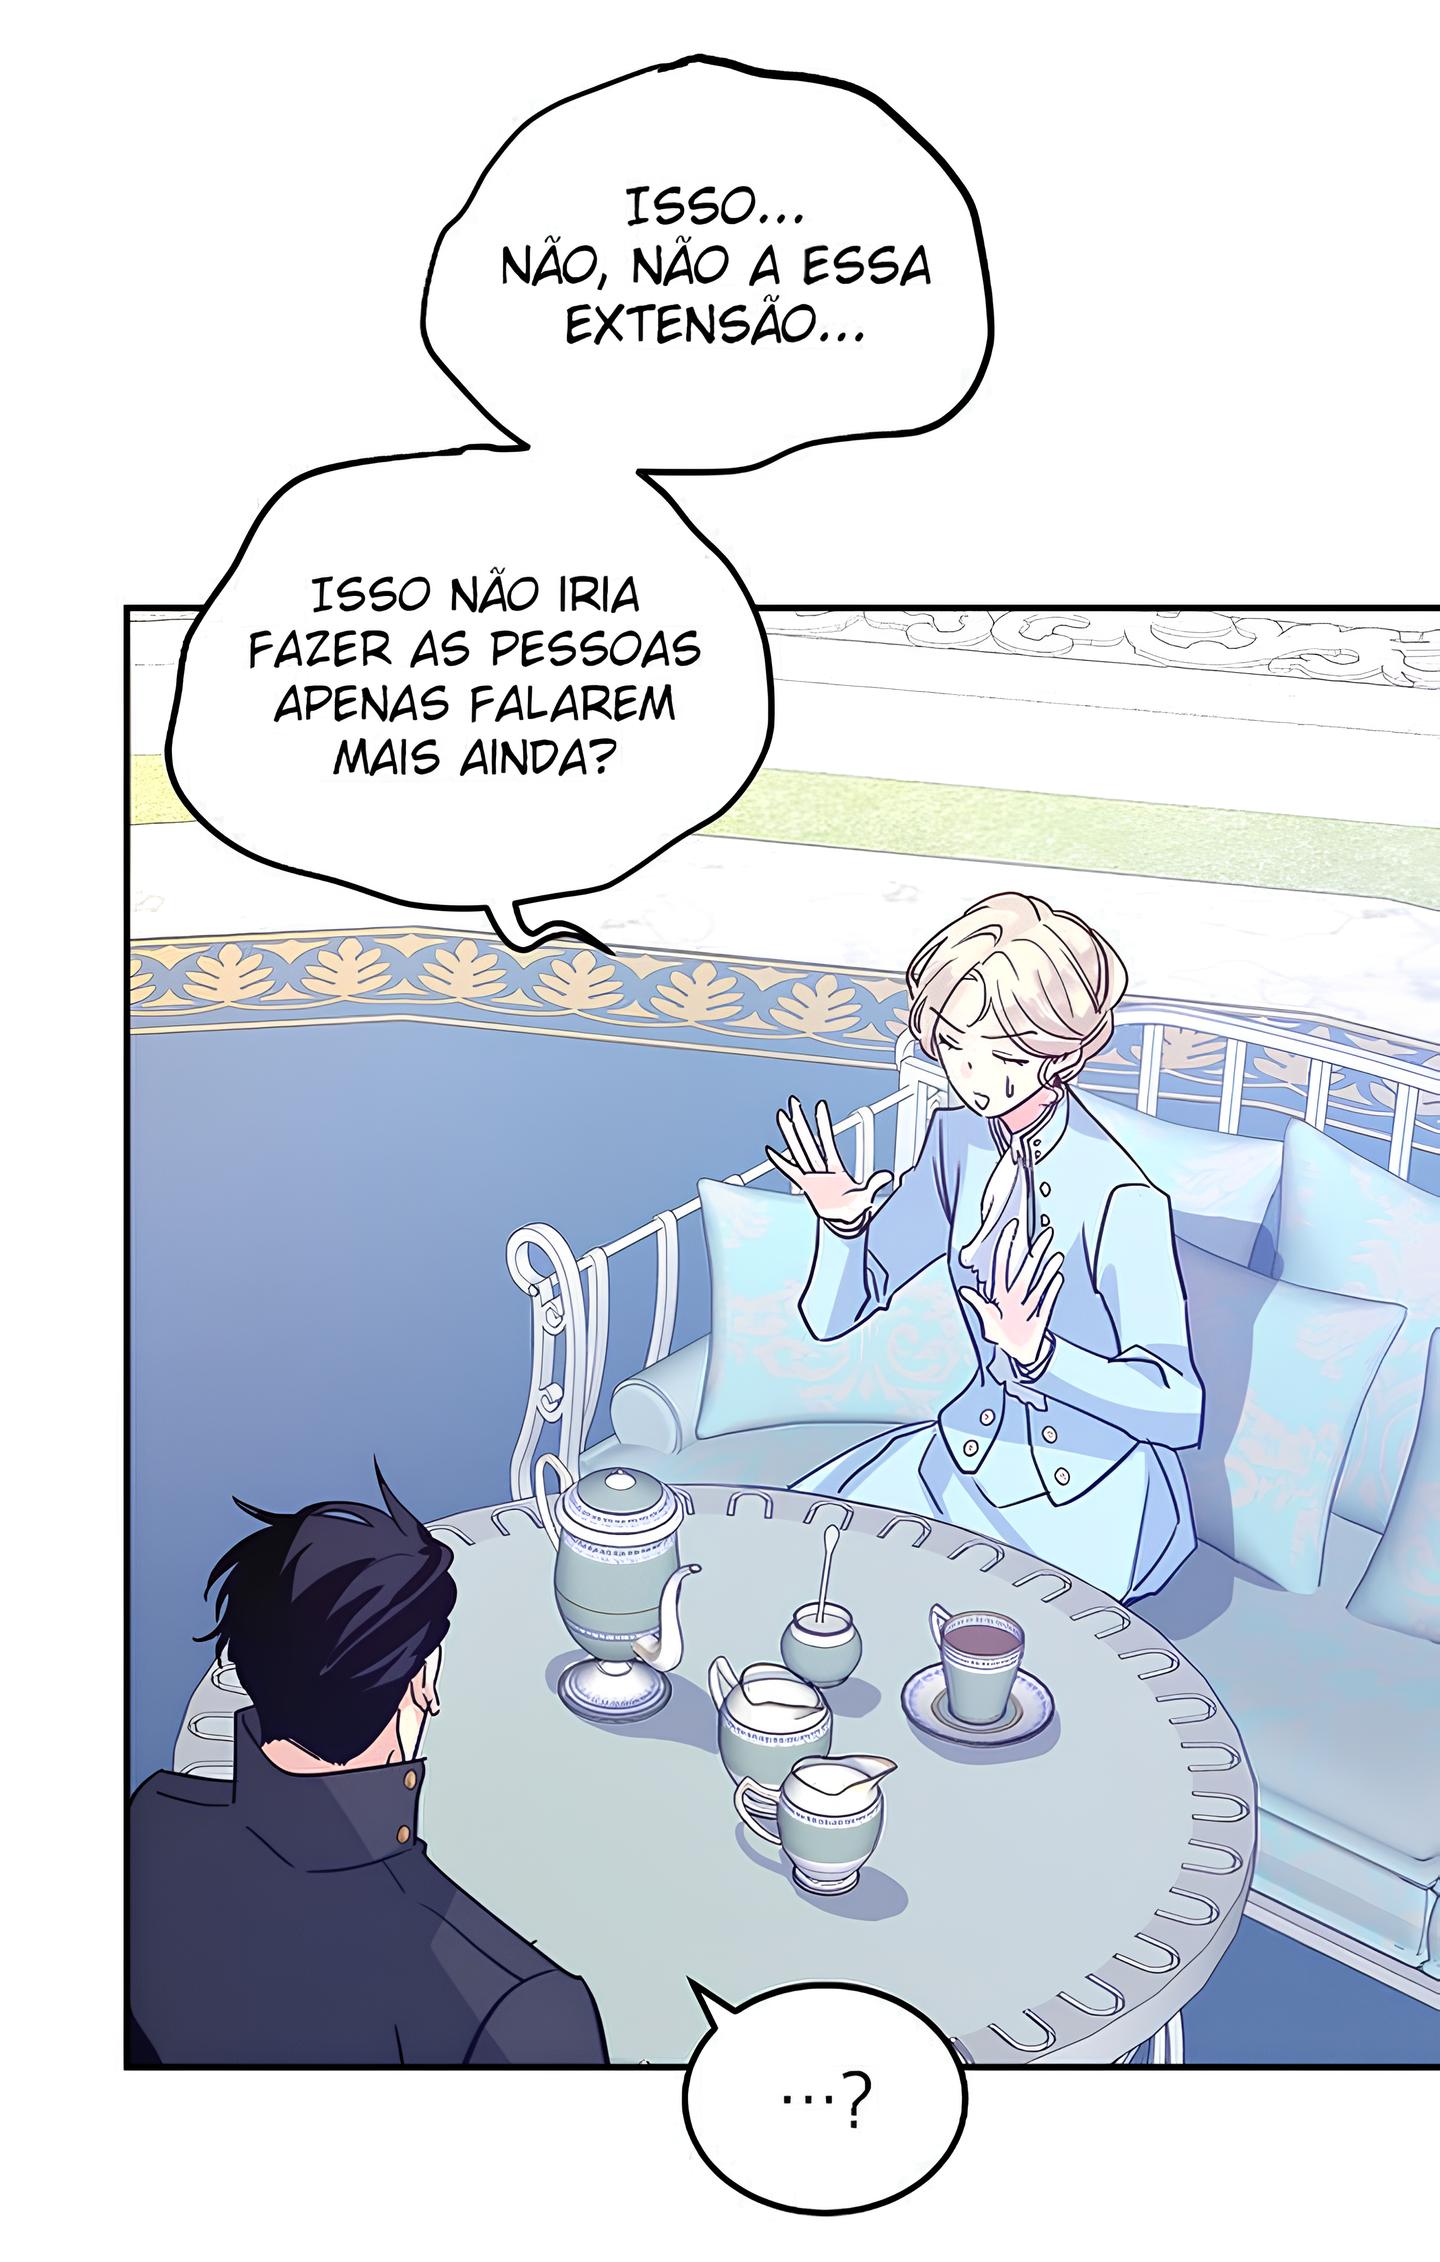 ISSO...
NÃO, NÃO A ESSA
EXTENSÃO...
ISSO NÃO IRIA
FAZER AS PESSOAS
APENAS FALAREM
MAIS AINDA?
...?